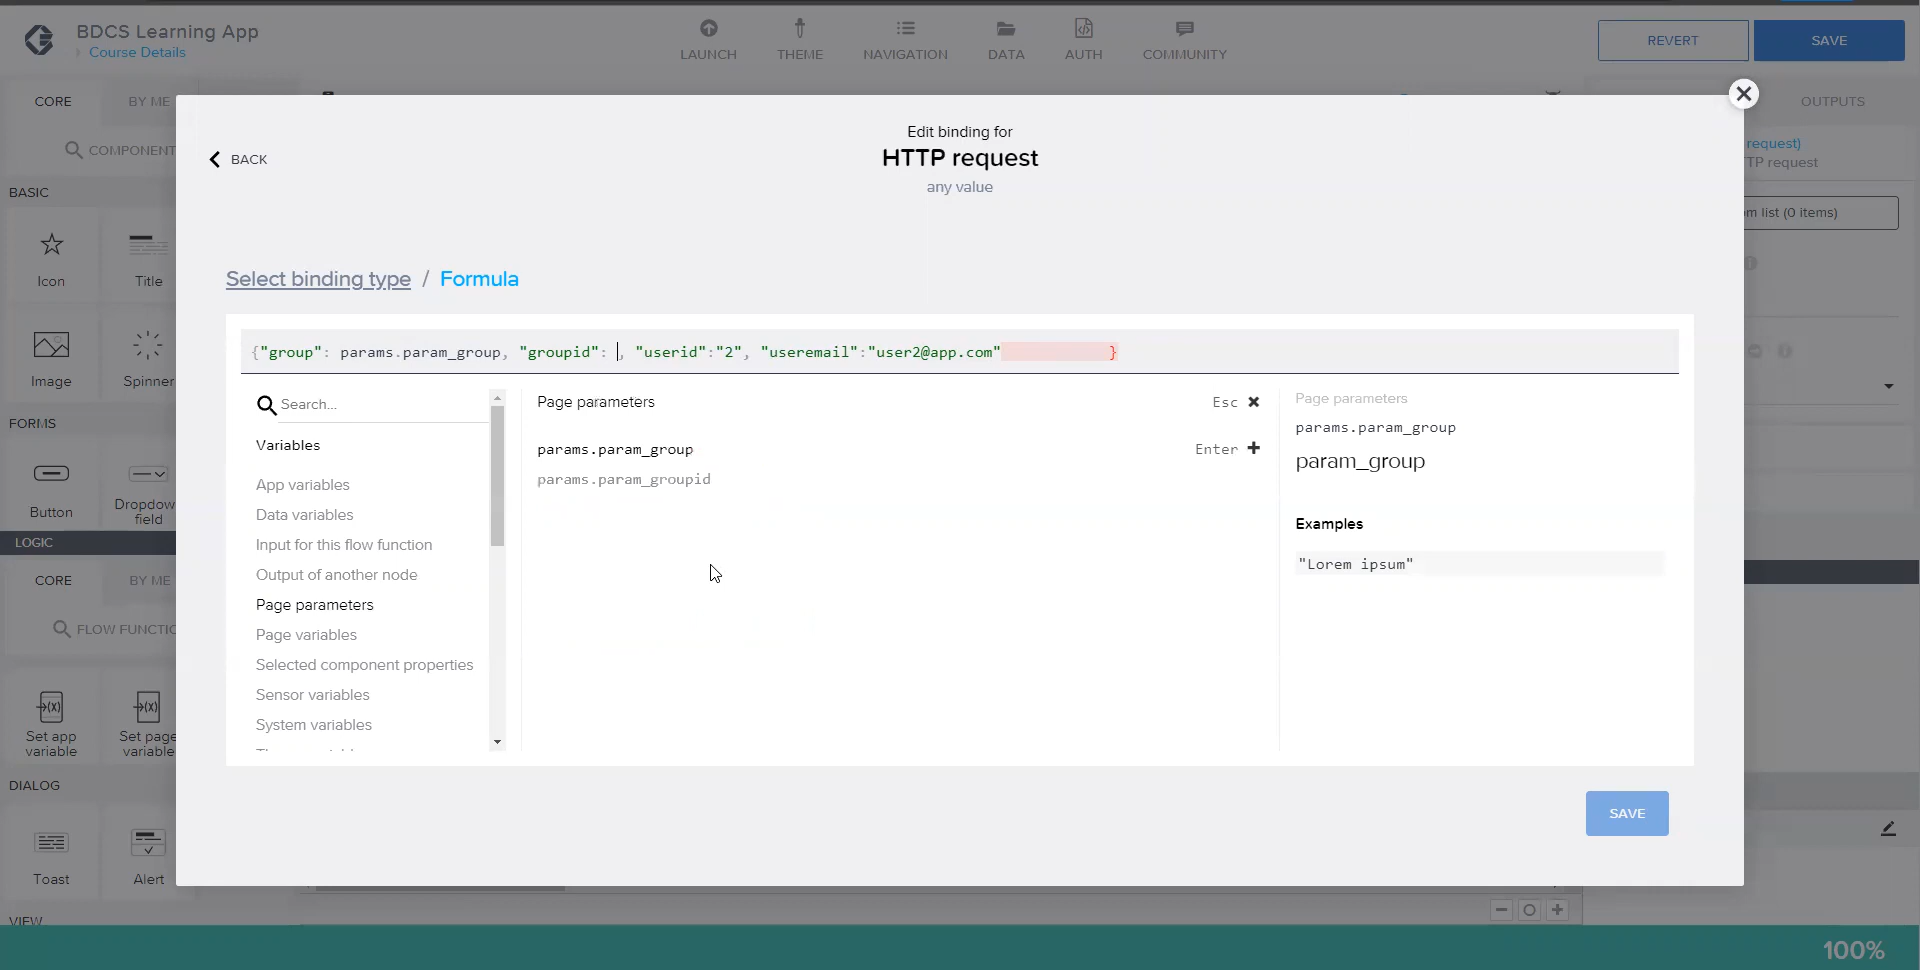 BDCS Learning App
Course Details
LAUNCH
THEME
NAVIGATION
DATA
AUTH
COMMUNITY
REVERT
SAVE
CORE
BY ME
OUTPUTS
COMPONENT
request)
TP request
om list (0 items)
BASIC
Icon
Title
Image
Spinner
FORMS
Button
Dropdow
field
LOGIC
CORE
BY ME
FLOW FUNCTIO
Set app
variable
Set page
variable
DIALOG
Toast
Alert
VIEW
BACK
Edit binding for
HTTP request
any value
Select binding type / Formula
{"group": params.param_group, "groupid": , "userid":"2", "useremail":"user2@app.com" }
Search...
Variables
App variables
Data variables
Input for this flow function
Output of another node
Page parameters
Page variables
Selected component properties
Sensor variables
System variables
Page parameters
Esc
params.param_group
Enter
params.param_groupid
Page parameters
params.param_group
param_group
Examples
"Lorem ipsum"
SAVE
100%